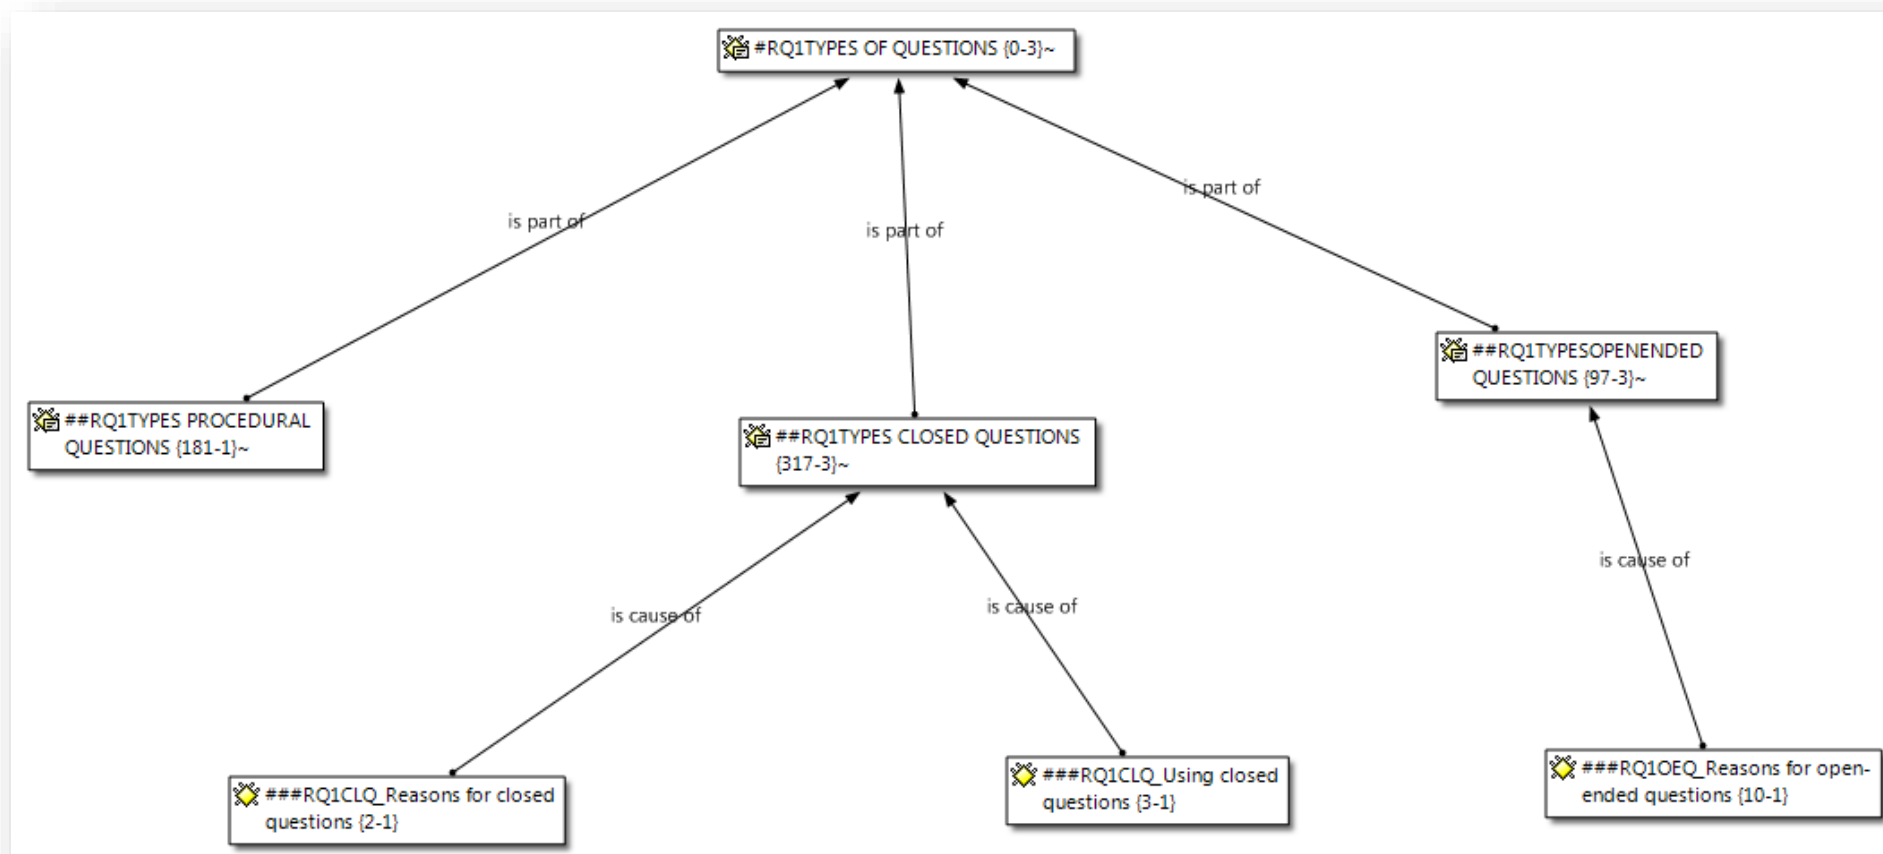 #RQ1TYPES OF QUESTIONS {0-3}~
is part of
is part of
is part of
##RQ1TYPESOPENENDED
QUESTIONS {97-3}~
##RQ1TYPES PROCEDURAL
QUESTIONS {181-1}~
##RQ1TYPES CLOSED QUESTIONS
{317-3}~
is cause of
is cause of
is cause of
###RQ1CLQ_Reasons for closed
questions {2-1}
###RQ1CLQ_Using closed
questions {3-1}
###RQ1OEQ_Reasons for open-
ended questions {10-1}